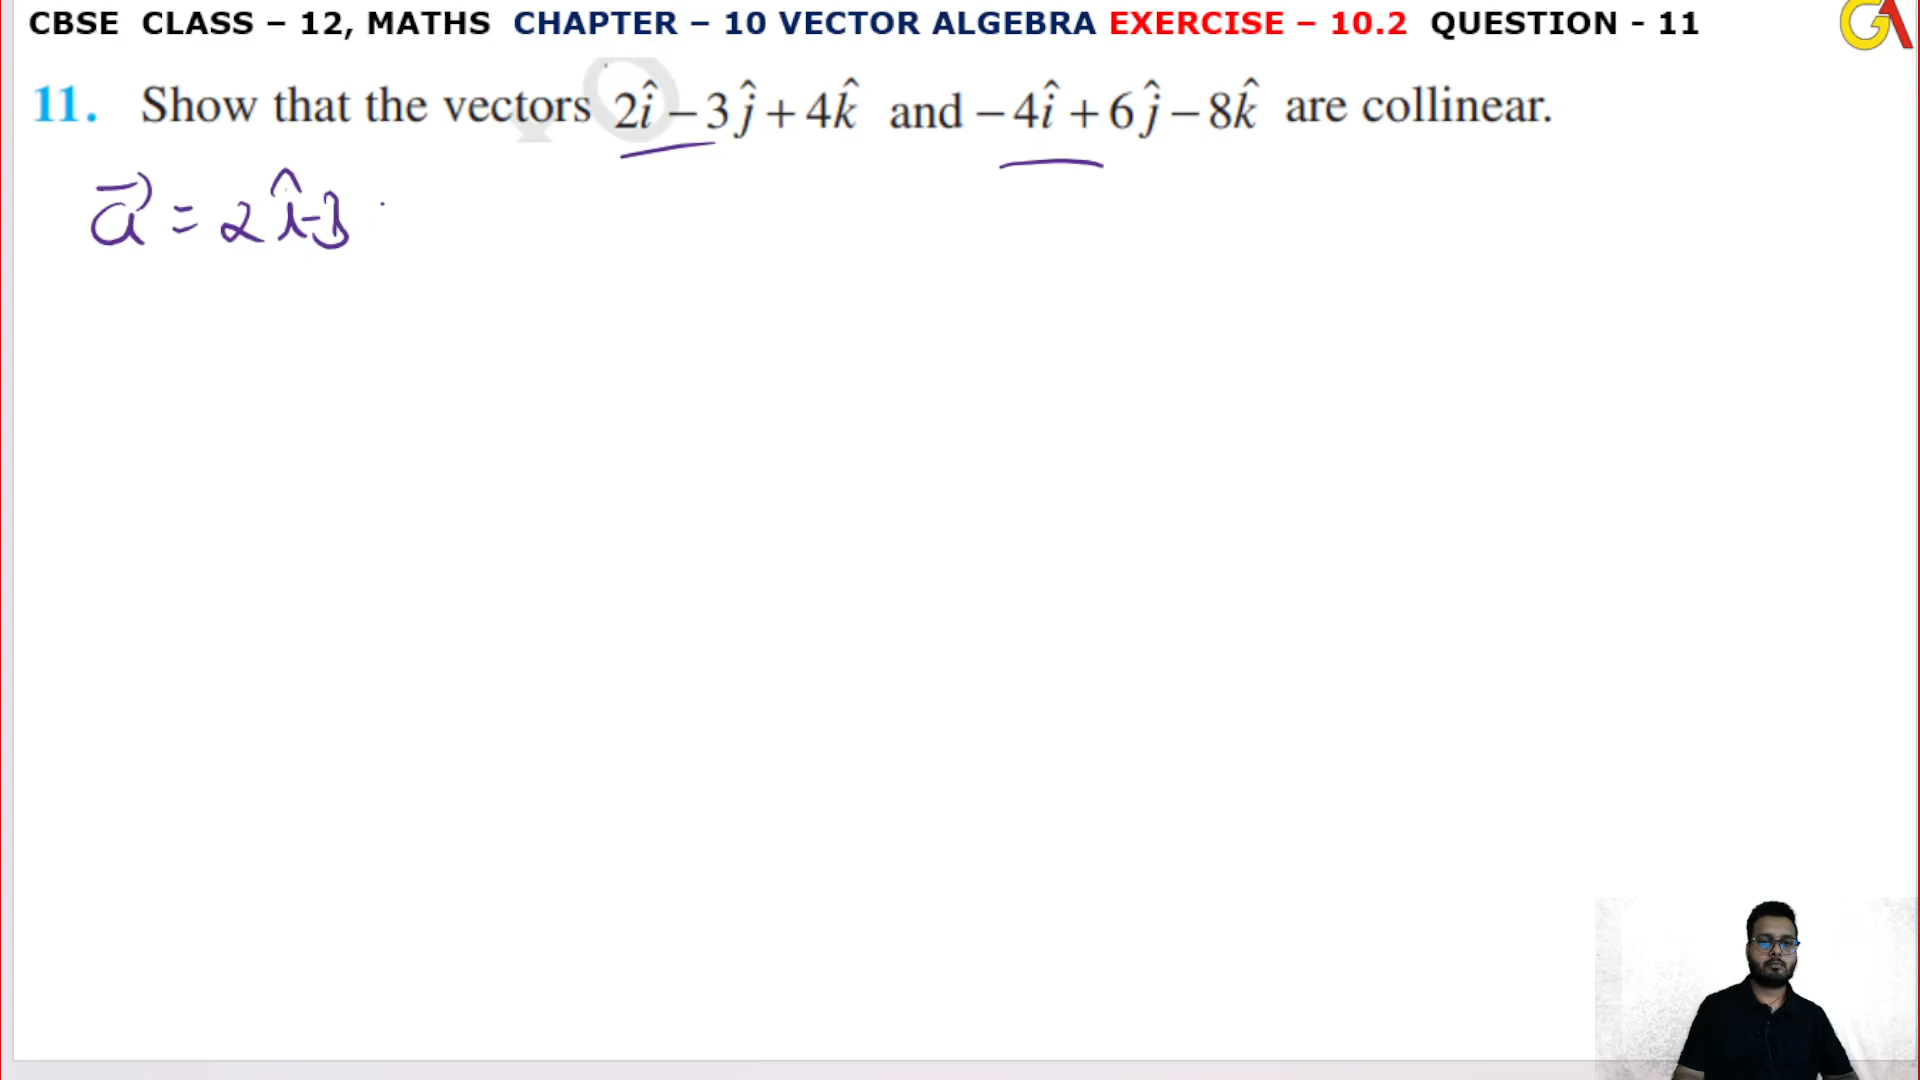 CBSE CLASS – 12, MATHS CHAPTER – 10 VECTOR ALGEBRA EXERCISE – 10.2 QUESTION - 11
GA
11. Show that the vectors 2î – 3ĵ + 4k̂ and – 4î + 6ĵ – 8k̂ are collinear.
a⃗ = 2î-3